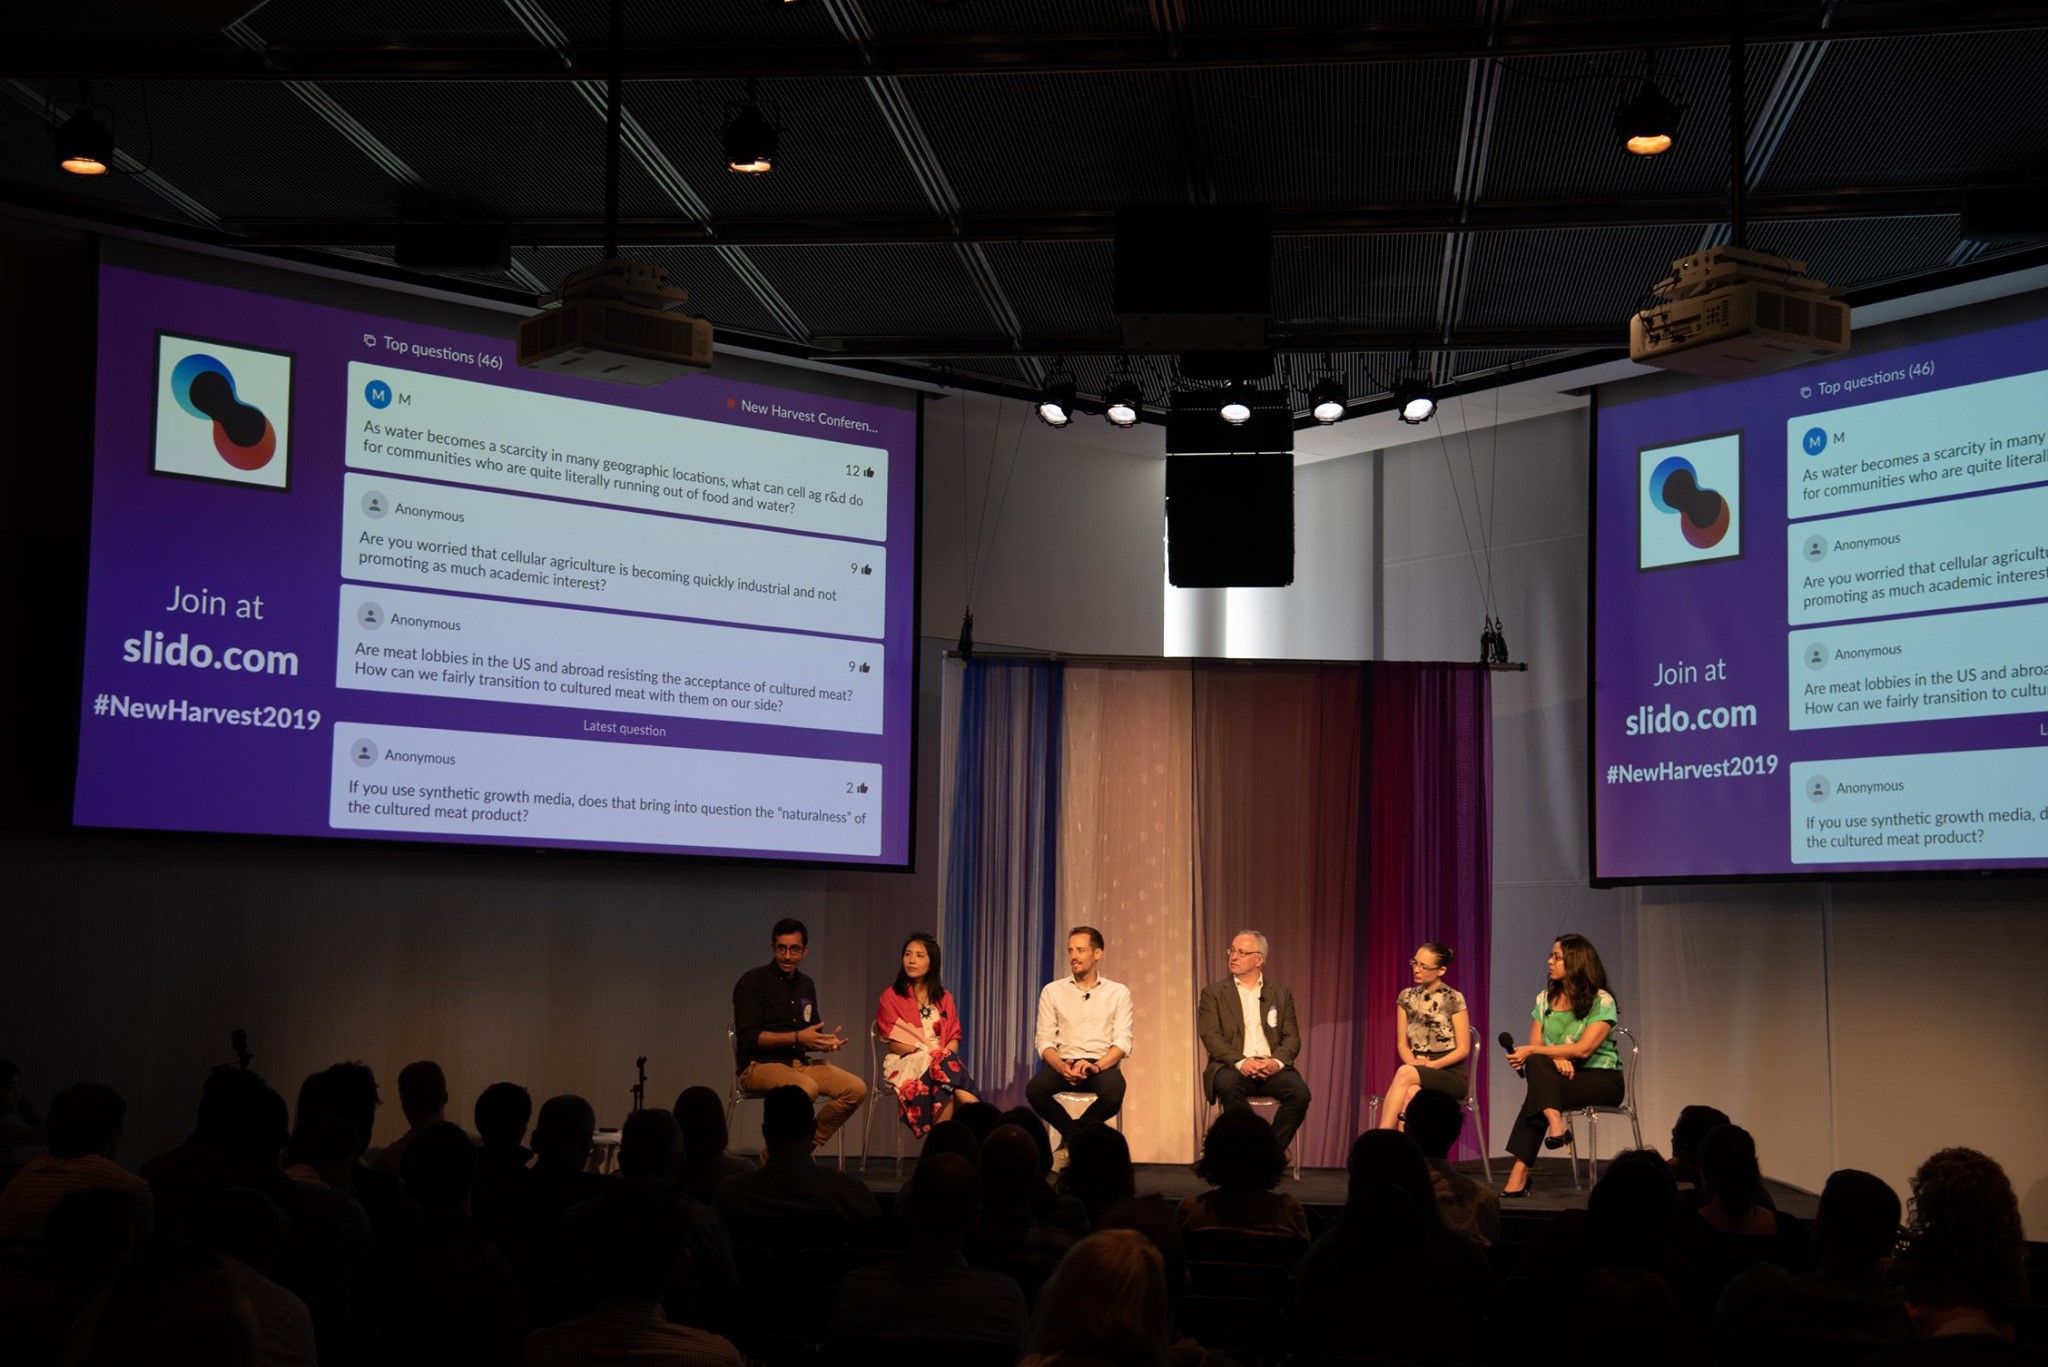 Top questions (46)
New Harvest Conferen...
M
M
12
As water becomes a scarcity in many geographic locations, what can cell ag r&d do
for communities who are quite literally running out of food and water?
Anonymous
9
Are you worried that cellular agriculture is becoming quickly industrial and not
promoting as much academic interest?
Anonymous
9
Are meat lobbies in the US and abroad resisting the acceptance of cultured meat?
How can we fairly transition to cultured meat with them on our side?
Latest question
Anonymous
2
If you use synthetic growth media, does that bring into question the "naturalness" of
the cultured meat product?
Join at
slido.com
#NewHarvest2019
Top questions (46)
M
M
As water becomes a scarcity in many
for communities who are quite
Anonymous
Are you worried that cellular
promoting as much academic
Anonymous
Are meat lobbies in the US and
How can we fairly transition to
Anonymous
If you use synthetic growth media,
the cultured meat product?
Join at
slido.com
#NewHarvest2019